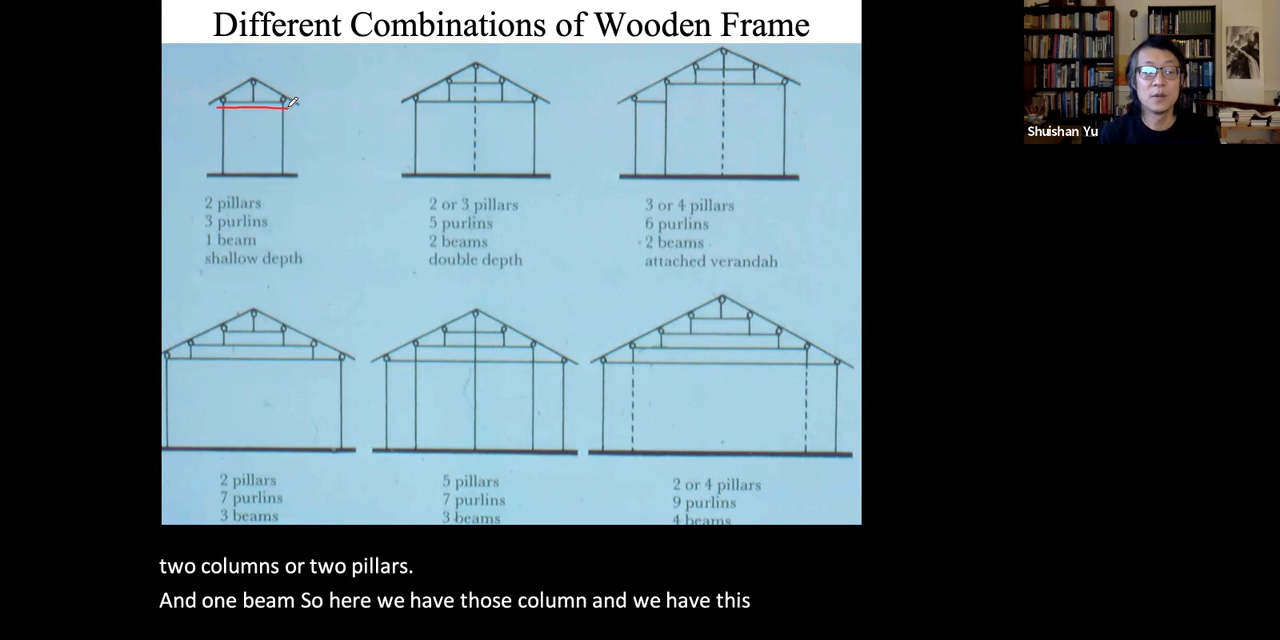 Different Combinations of Wooden Frame
Shuishan Yu
2 pillars
3 purlins
1 beam
shallow depth
2 or 3 pillars
5 purlins
2 beams
double depth
3 or 4 pillars
6 purlins
2 beams
attached verandah
2 pillars
7 purlins
3 beams
5 pillars
7 purlins
3 beams
2 or 4 pillars
9 purlins
4 beams
two columns or two pillars.
And one beam So here we have those column and we have this